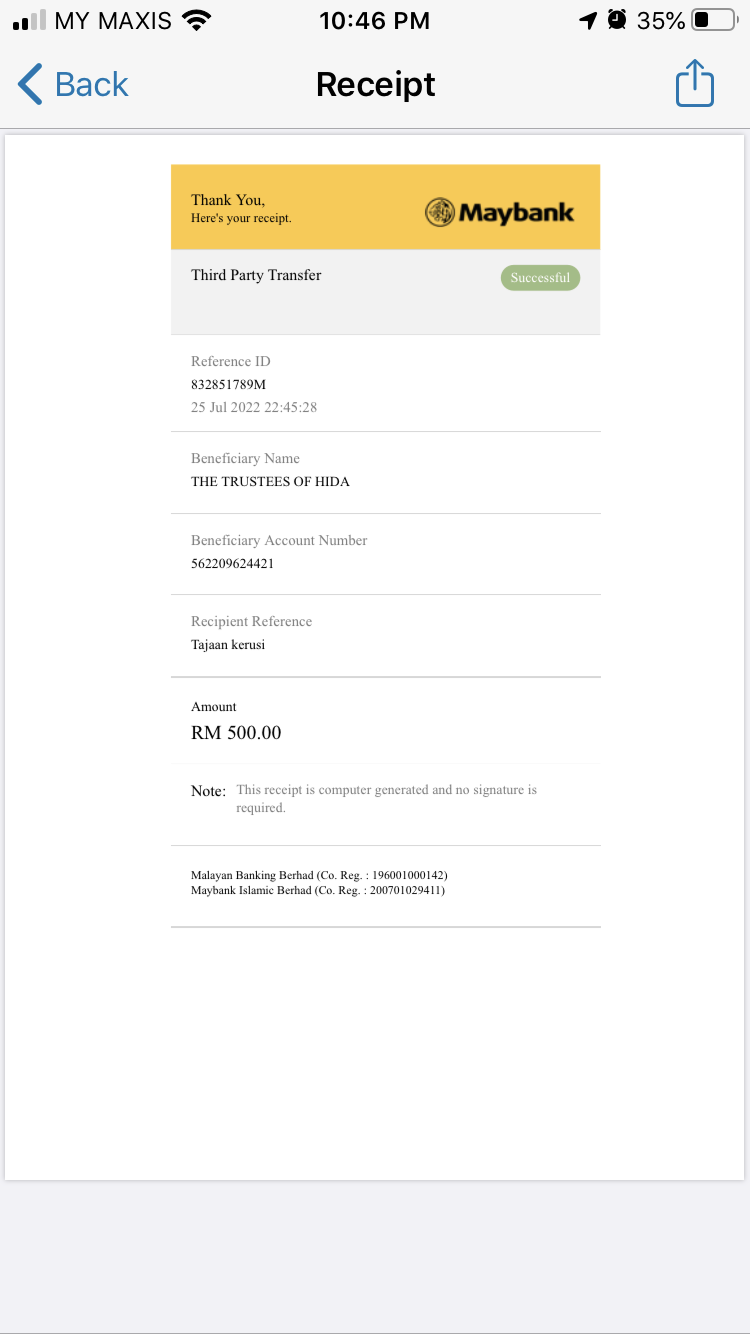 MY MAXIS 10:46 PM 35%
Back Receipt
Thank You,
Here's your receipt.
Maybank
Third Party Transfer Successful
Reference ID
832851789M
25 Jul 2022 22:45:28
Beneficiary Name
THE TRUSTEES OF HIDA
Beneficiary Account Number
562209624421
Recipient Reference
Tajaan kerusi
Amount
RM 500.00
Note: This receipt is computer generated and no signature is
required.
Malayan Banking Berhad (Co. Reg. : 196001000142)
Maybank Islamic Berhad (Co. Reg. : 200701029411)